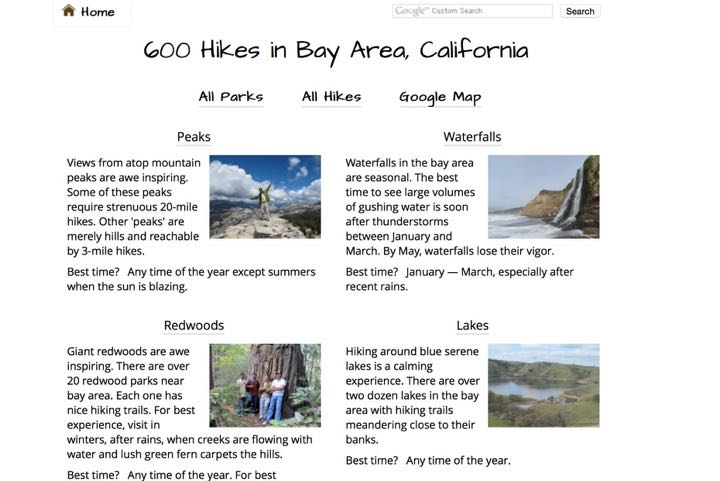 Home
Google™ Custom Search
Search
600 Hikes in Bay Area, California
All Parks All Hikes Google Map
Peaks
Views from atop mountain
peaks are awe inspiring.
Some of these peaks
require strenuous 20-mile
hikes. Other 'peaks' are
merely hills and reachable
by 3-mile hikes.
Best time? Any time of the year except summers
when the sun is blazing.
Waterfalls
Waterfalls in the bay area
are seasonal. The best
time to see large volumes
of gushing water is soon
after thunderstorms
between January and
March. By May, waterfalls lose their vigor.
Best time? January — March, especially after
recent rains.
Redwoods
Giant redwoods are awe
inspiring. There are over
20 redwood parks near
bay area. Each one has
nice hiking trails. For best
experience, visit in
winters, after rains, when creeks are flowing with
water and lush green fern carpets the hills.
Best time? Any time of the year. For best
Lakes
Hiking around blue serene
lakes is a calming
experience. There are over
two dozen lakes in the bay
area with hiking trails
meandering close to their
banks.
Best time? Any time of the year.